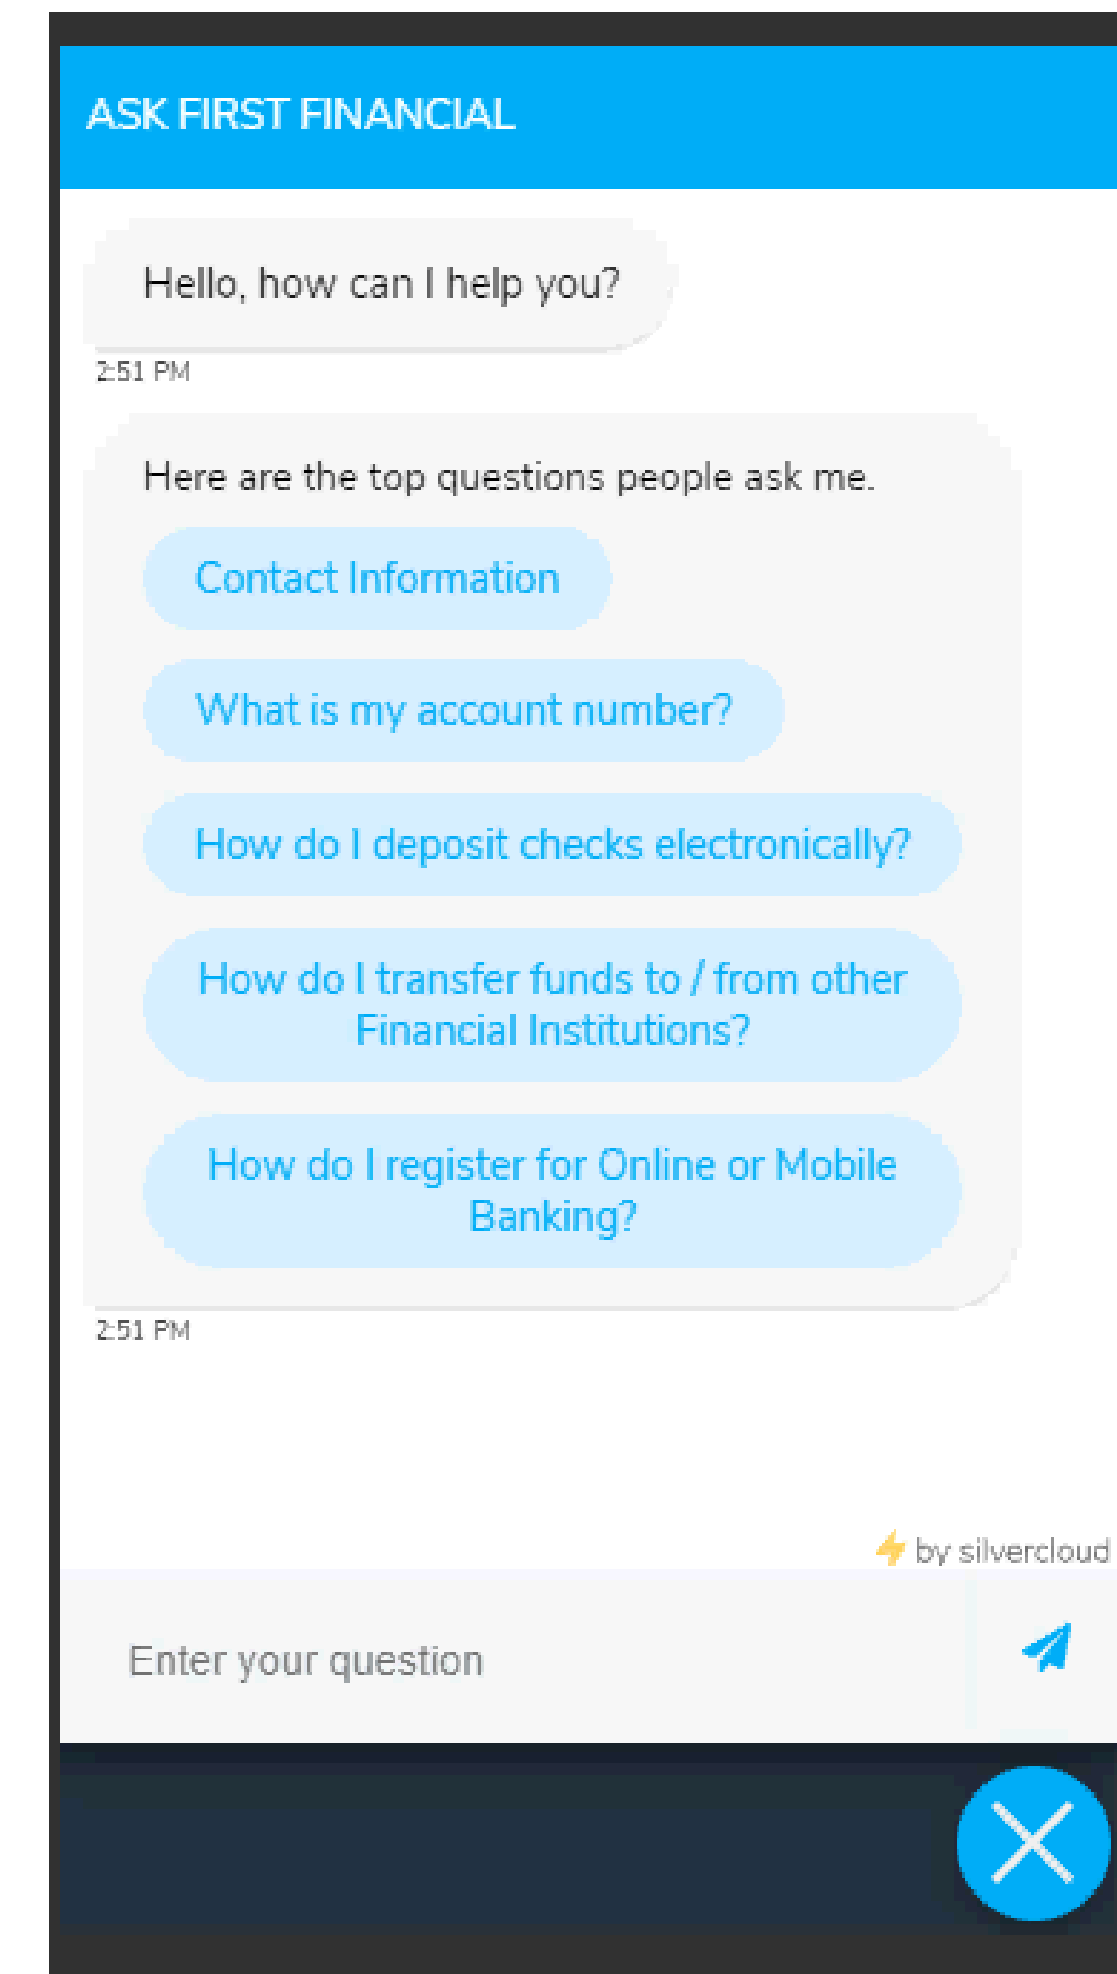 ASK FIRST FINANCIAL
Hello, how can I help you?
2:51 PM
Here are the top questions people ask me.
Contact Information
What is my account number?
How do I deposit checks electronically?
How do I transfer funds to / from other
Financial Institutions?
How do I register for Online or Mobile
Banking?
2:51 PM
by silvercloud
Enter your question